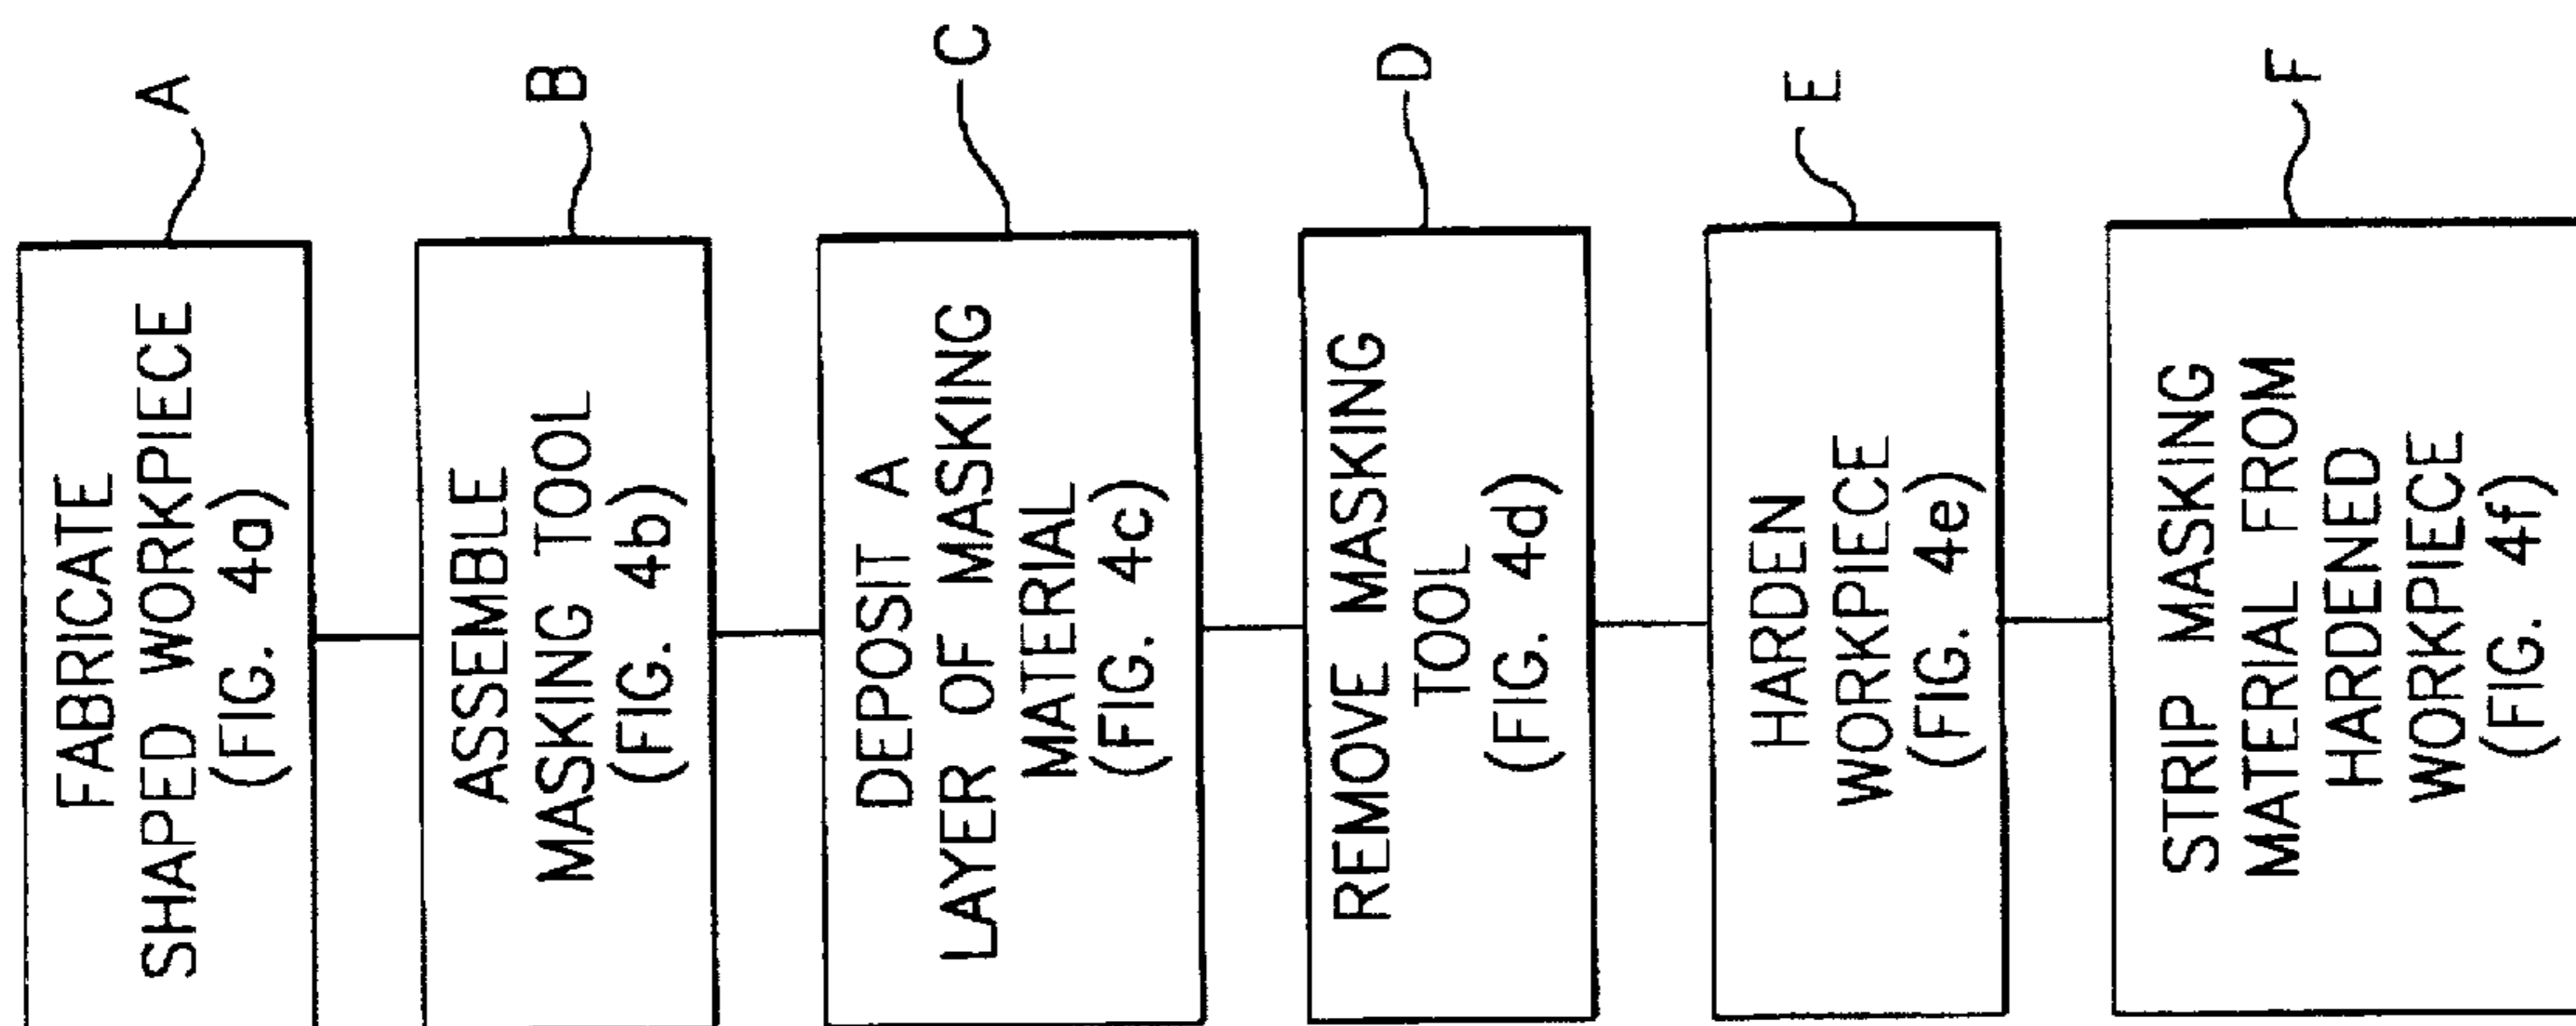 FABRICATE
SHAPED WORKPIECE
(FIG. 4a)
A
ASSEMBLE
MASKING TOOL
(FIG. 4b)
B
DEPOSIT A
LAYER OF MASKING
MATERIAL
(FIG. 4c)
C
REMOVE MASKING
TOOL
(FIG. 4d)
D
HARDEN
WORKPIECE
(FIG. 4e)
E
STRIP MASKING
MATERIAL FROM
HARDENED
WORKPIECE
(FIG. 4f)
F